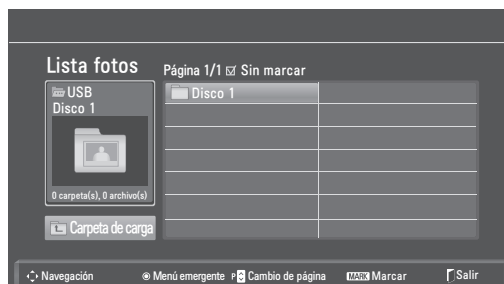 Lista fotos
Página 1/1 ☑ Sin marcar
USB
Disco 1
Disco 1
0 carpeta(s), 0 archivo(s)
Carpeta de carga
Navegación
Menú emergente
P Cambio de página
MARK Marcar
Salir